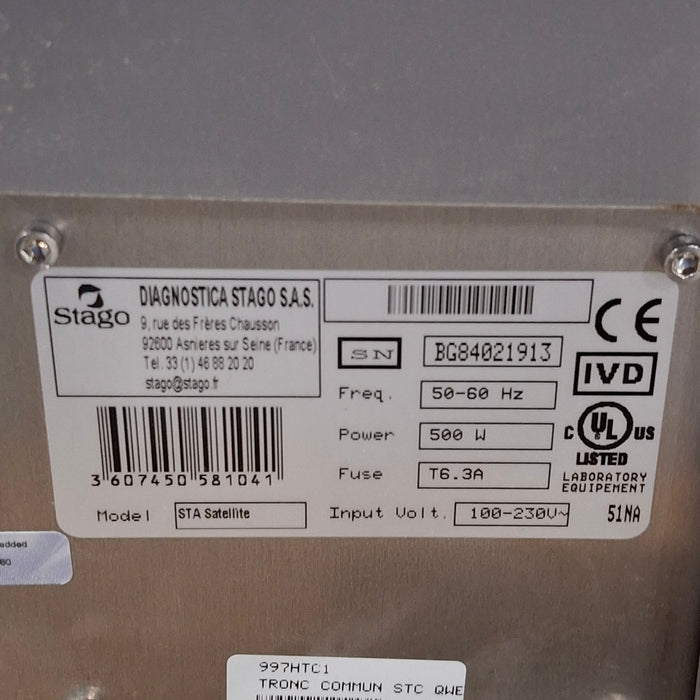 Stago
DIAGNOSTICA STAGO S.A.S.
9, rue des Frères Chausson
92600 Asnieres sur Seine (France)
Tel. 33 (1) 46 88 20 20
stago@stago.fr
3 607450 581041
Model STA Satellite
SN BG84021913
Freq. 50-60 Hz
Power 500 W
Fuse T6.3A
Input Volt. 100-230V~
CE
IVD
C UL US
LISTED
LABORATORY
EQUIPEMENT
51NA
added
60
997HTC1
TRONC COMMUN STC QWE